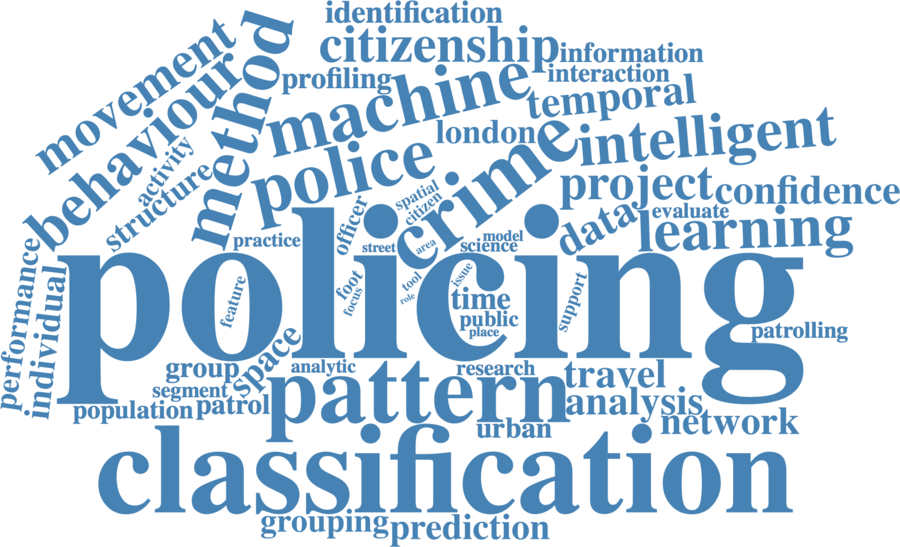 identification
citizenship
information
movement
method
profiling
machine
interaction
temporal
behaviour
london
crime
intelligent
activity
police
structure
project
confidence
spatial
citizen
officer
data
evaluate
learning
practice
street
area
model
science
policing
performance
individual
feature
foot
focus
tool
role
issue
time
public
place
support
patrolling
group
space
analytic
research
travel
segment
pattern
population
patrol
analysis
urban
network
classification
grouping
prediction